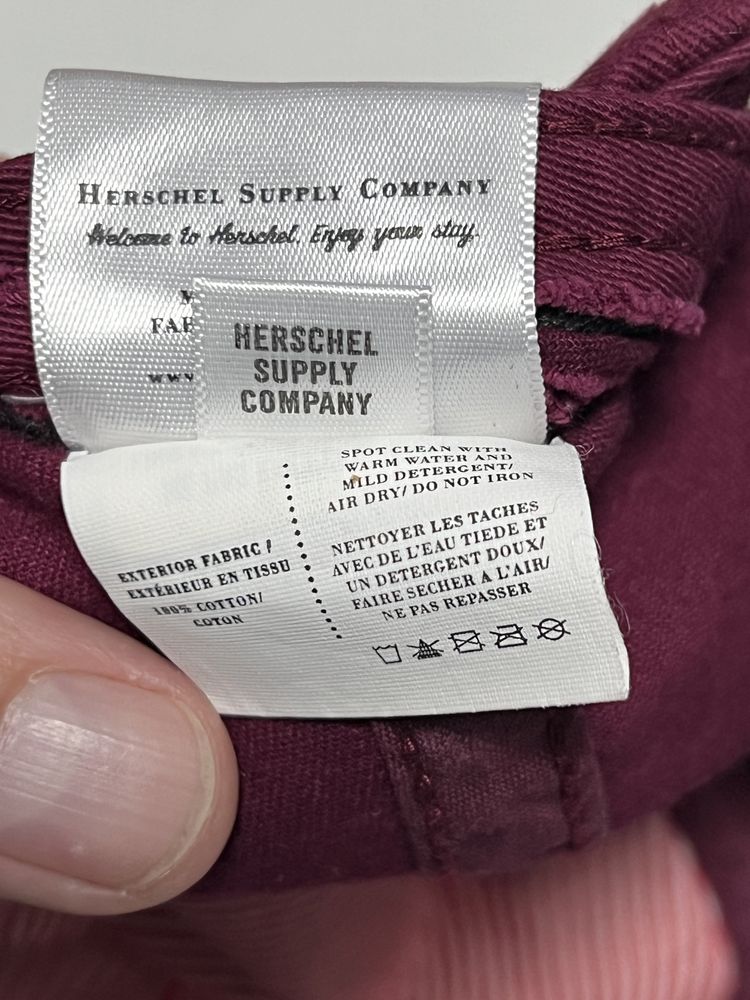 HERSCHEL SUPPLY COMPANY
Welcome to Herschel. Enjoy your stay.
HERSCHEL
SUPPLY
COMPANY
EXTERIOR FABRIC /
EXTÉRIEUR EN TISSU
100% COTTON/
COTON
SPOT CLEAN WITH
WARM WATER AND
MILD DETERGENT/
AIR DRY/ DO NOT IRON
NETTOYER LES TACHES
AVEC DE L'EAU TIEDE ET
UN DETERGENT DOUX/
FAIRE SECHER A L'AIR/
NE PAS REPASSER